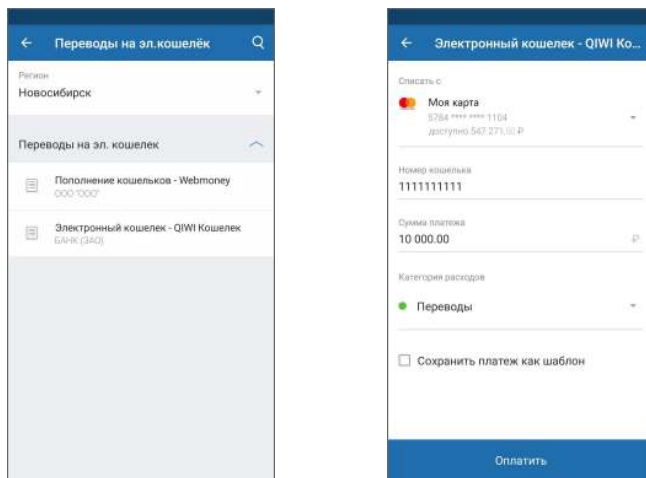 Переводы на эл.кошелёк
Регион
Новосибирск
Переводы на эл. кошелек
Пополнение кошельков - Webmoney
ООО "ООО"
Электронный кошелек - QIWI Кошелек
БАНК (ЗАО)
Электронный кошелек - QIWI Ко...
Списать с
Моя карта
5784 **** **** 1104
доступно 547 271,00 ₽
Номер кошелька
1111111111
Сумма платежа
10 000.00 ₽
Категория расходов
Переводы
Сохранить платеж как шаблон
Оплатить